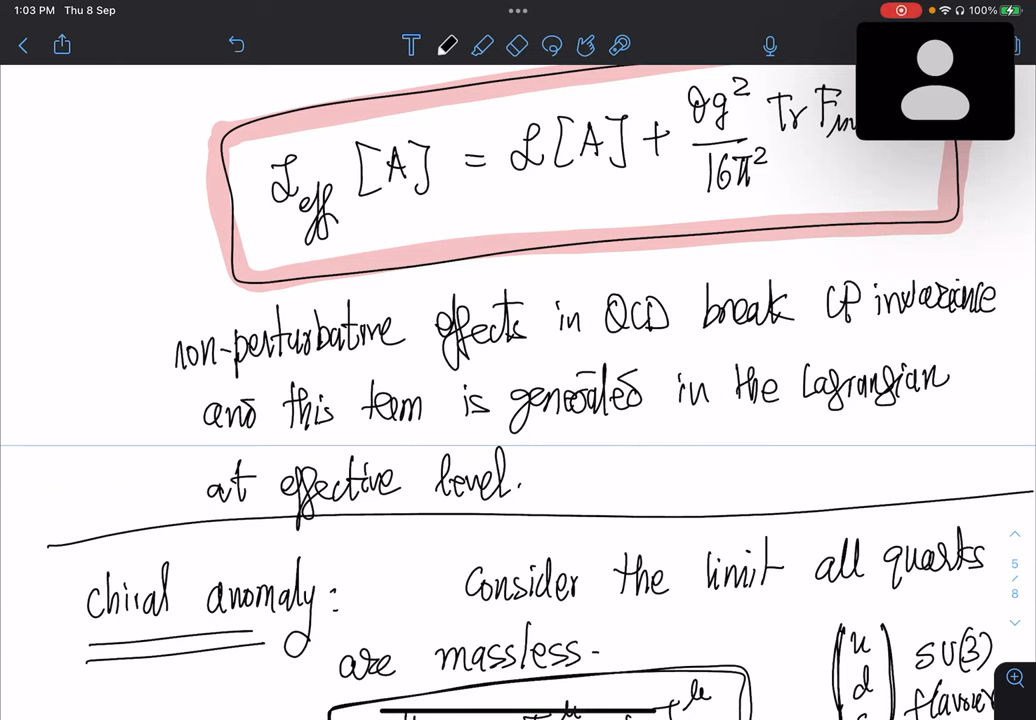 1:03 PM Thu 8 Sep
100%
L_eff [A] = L[A] + θg²/16π² Tr F
non-perturbative effects in QCD break CP invariance
and this term is generated in the Lagrangian
at effective level.
chiral anomaly: Consider the limit all quarks
are massless-
u SU(3)
d flavour
5/8